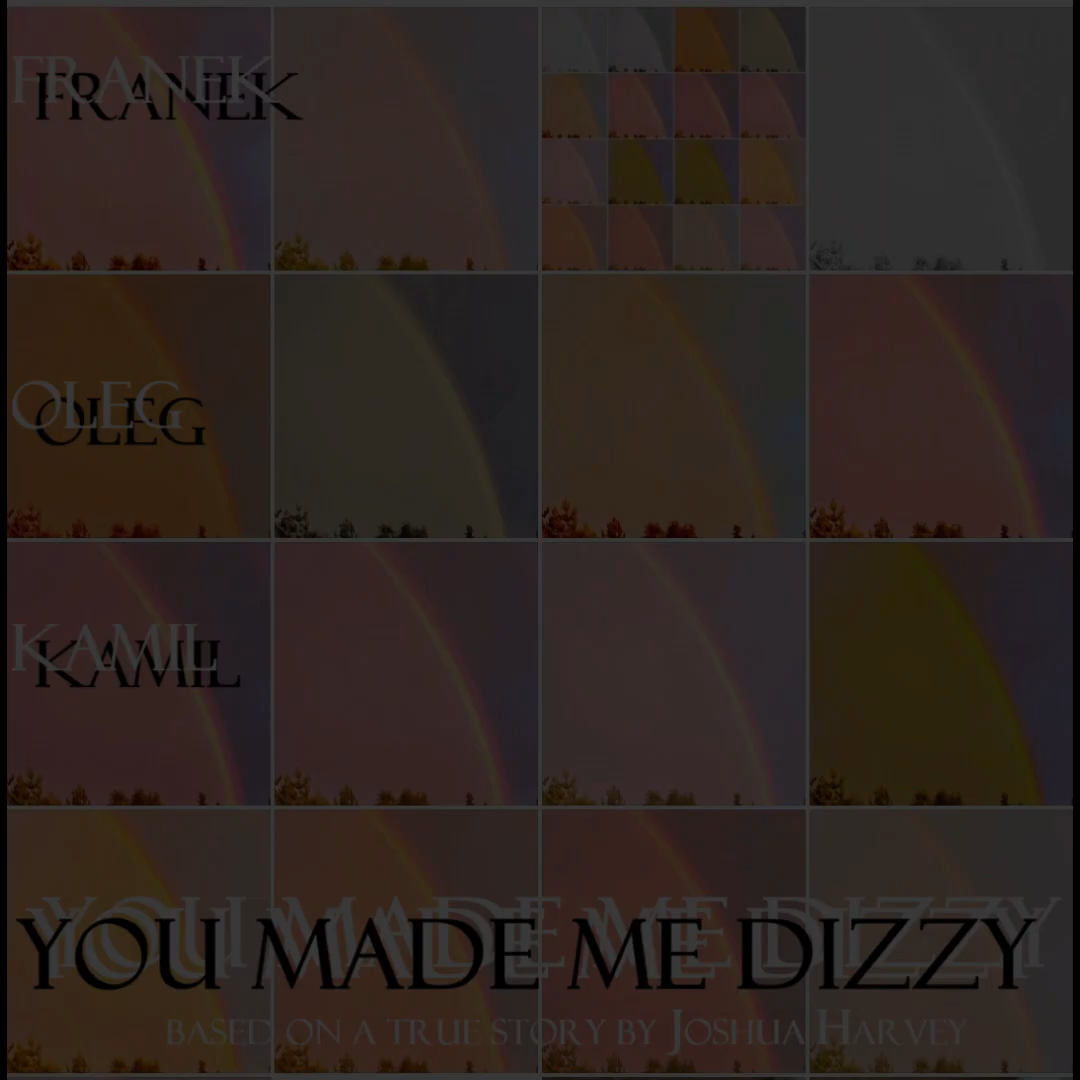 FRANEK
OLEG
KAMIL
YOU MADE ME DIZZY
BASED ON A TRUE STORY BY JOSHUA HARVEY